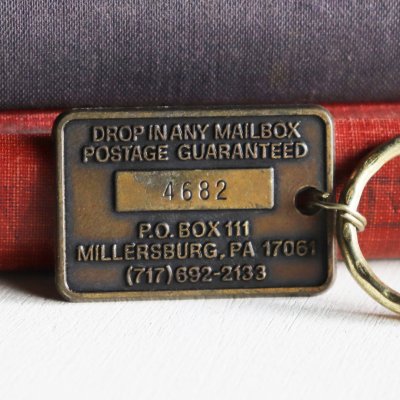 DROP IN ANY MAILBOX
POSTAGE GUARANTEED
4682
P.O. BOX 111
MILLERSBURG, PA 17061
(717) 692-2133